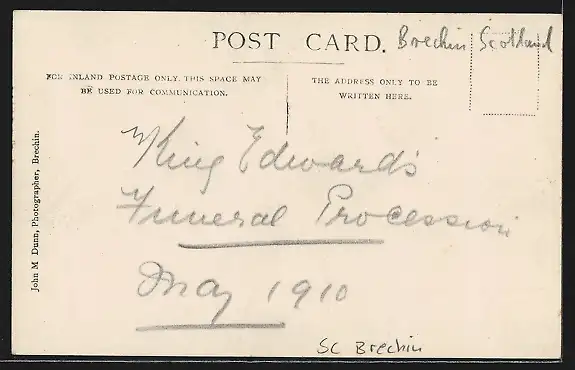 POST CARD. Brechin Scotland
FOR INLAND POSTAGE ONLY, THIS SPACE MAY
BE USED FOR COMMUNICATION.
THE ADDRESS ONLY TO BE
WRITTEN HERE.
King Edward's
Funeral Procession
May 1910
SC Brechin
John M Dunn, Photographer, Brechin.